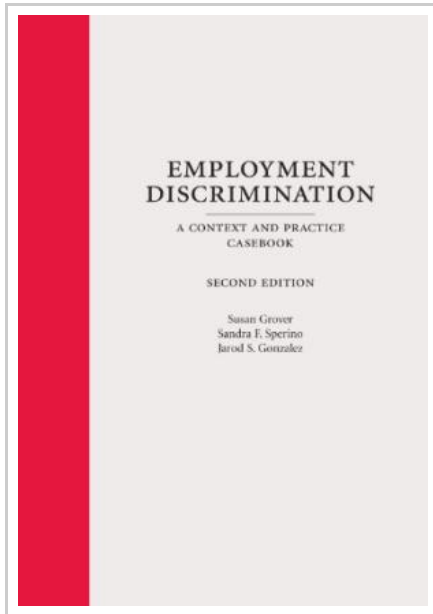 EMPLOYMENT
DISCRIMINATION
A CONTEXT AND PRACTICE
CASEBOOK
SECOND EDITION
Susan Grover
Sandra F. Sperino
Jarod S. Gonzalez